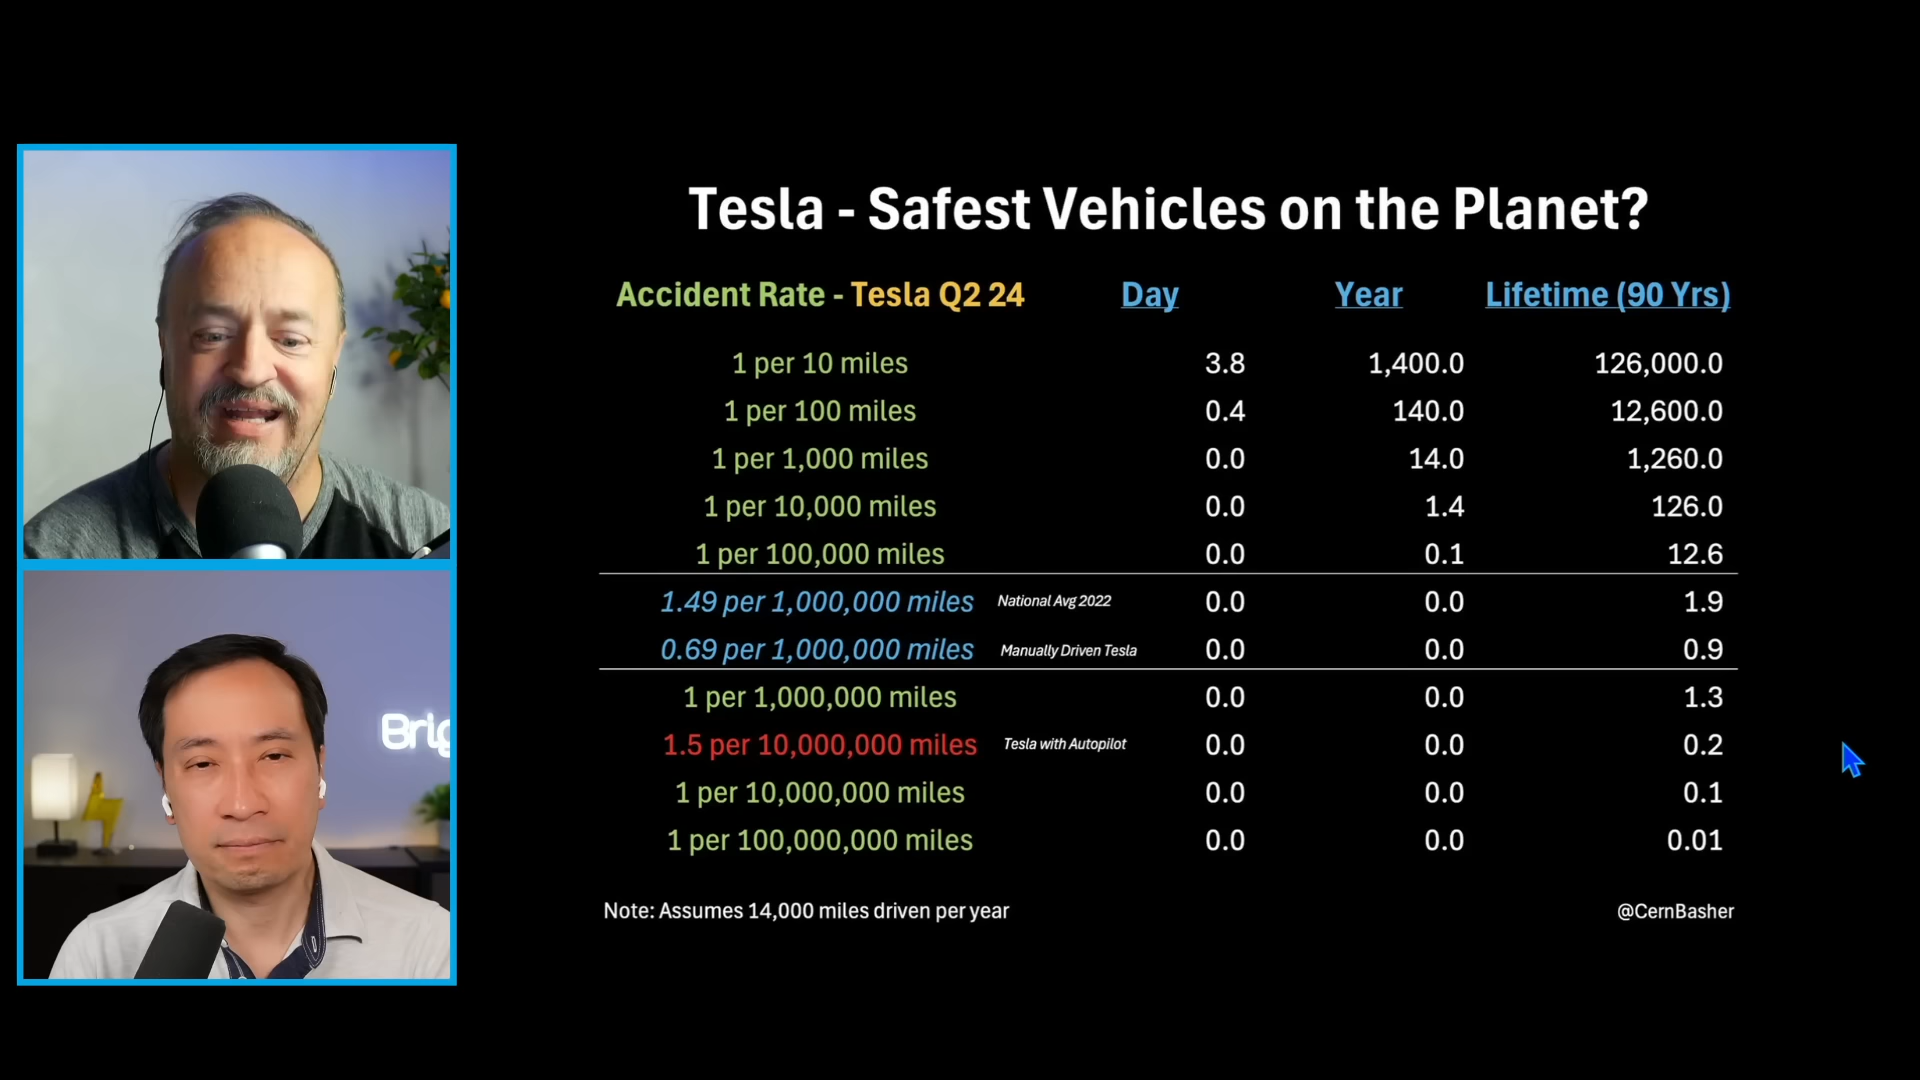 Tesla - Safest Vehicles on the Planet?
Accident Rate - Tesla Q2 24 Day Year Lifetime (90 Yrs)
1 per 10 miles 3.8 1,400.0 126,000.0
1 per 100 miles 0.4 140.0 12,600.0
1 per 1,000 miles 0.0 14.0 1,260.0
1 per 10,000 miles 0.0 1.4 126.0
1 per 100,000 miles 0.0 0.1 12.6
1.49 per 1,000,000 miles National Avg 2022 0.0 0.0 1.9
0.69 per 1,000,000 miles Manually Driven Tesla 0.0 0.0 0.9
1 per 1,000,000 miles 0.0 0.0 1.3
1.5 per 10,000,000 miles Tesla with Autopilot 0.0 0.0 0.2
1 per 10,000,000 miles 0.0 0.0 0.1
1 per 100,000,000 miles 0.0 0.0 0.01
Note: Assumes 14,000 miles driven per year @CernBasher